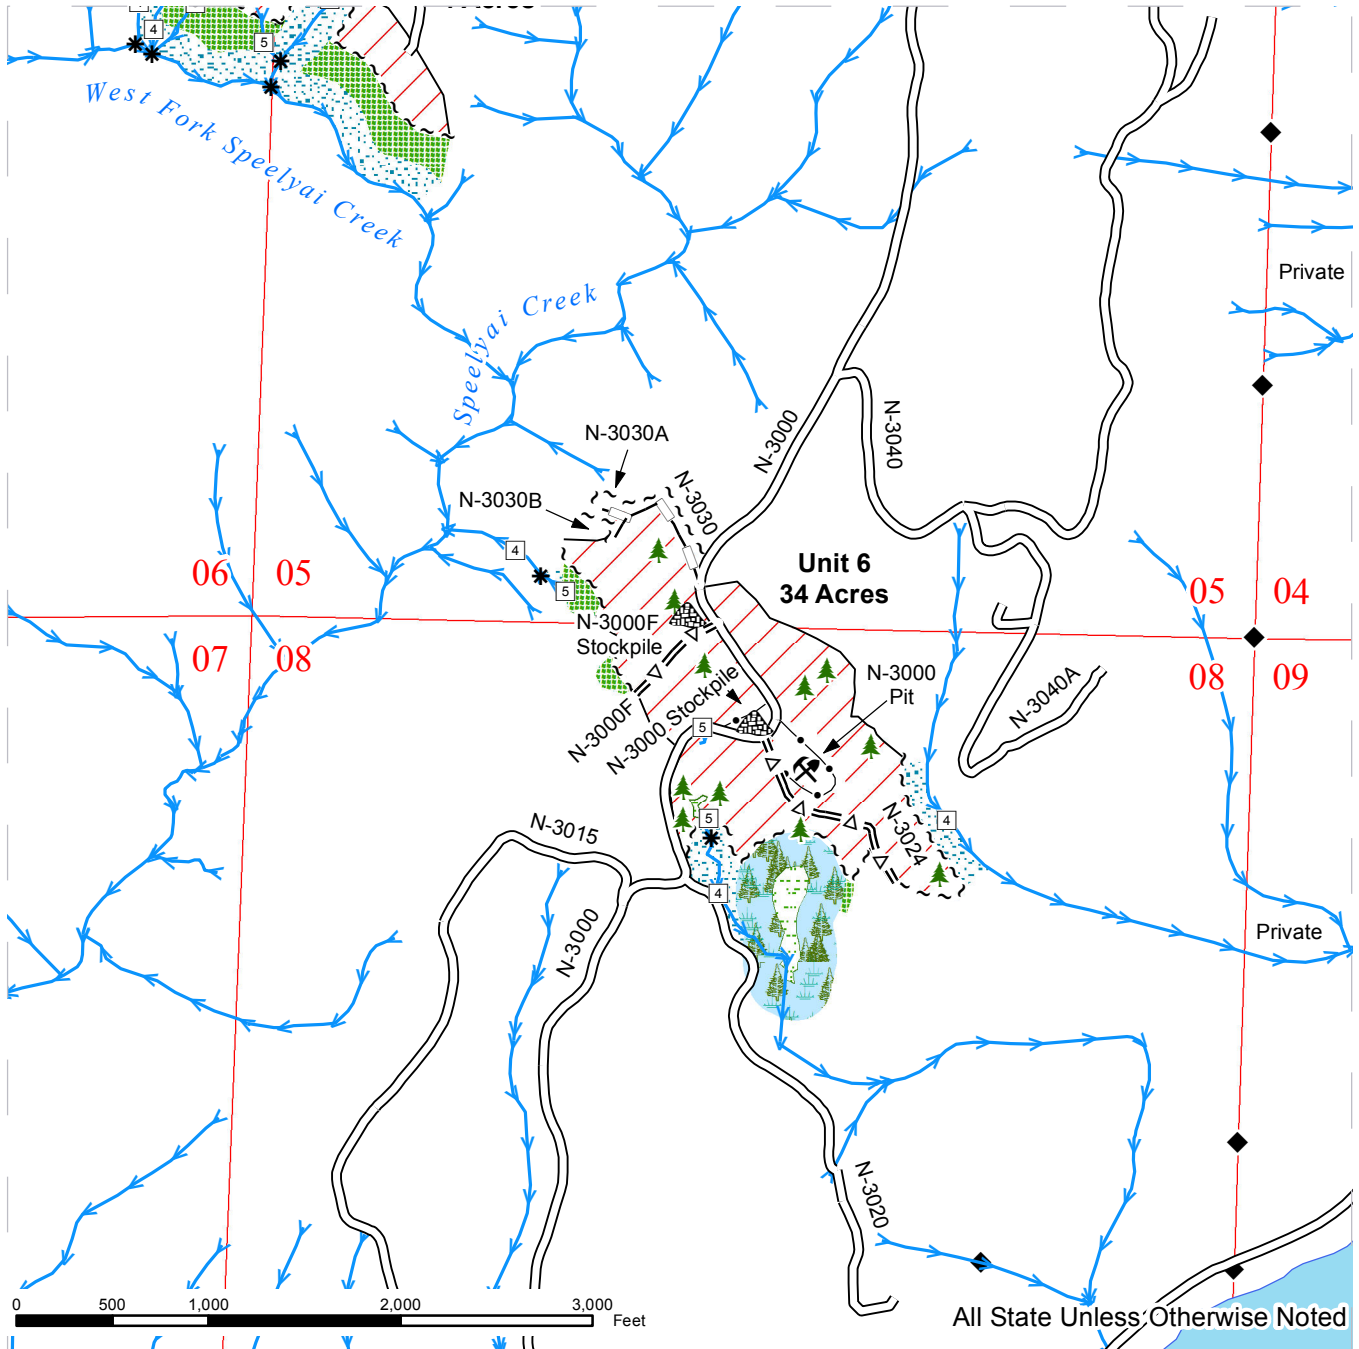 4
5
West Fork Speelyai Creek
Private
Speelyai Creek
N-3030A
N-3030
N-3000
N-3040
N-3030B
4
5
Unit 6
34 Acres
06 05
05 04
N-3000F
Stockpile
07 08
08 09
N-3000
Pit
N-3040A
N-3000F
N-3000 Stockpile
5
N-3015
5
N-3024
4
4
N-3000
Private
N-3020
0 500 1,000 2,000 3,000
Feet
All State Unless Otherwise Noted